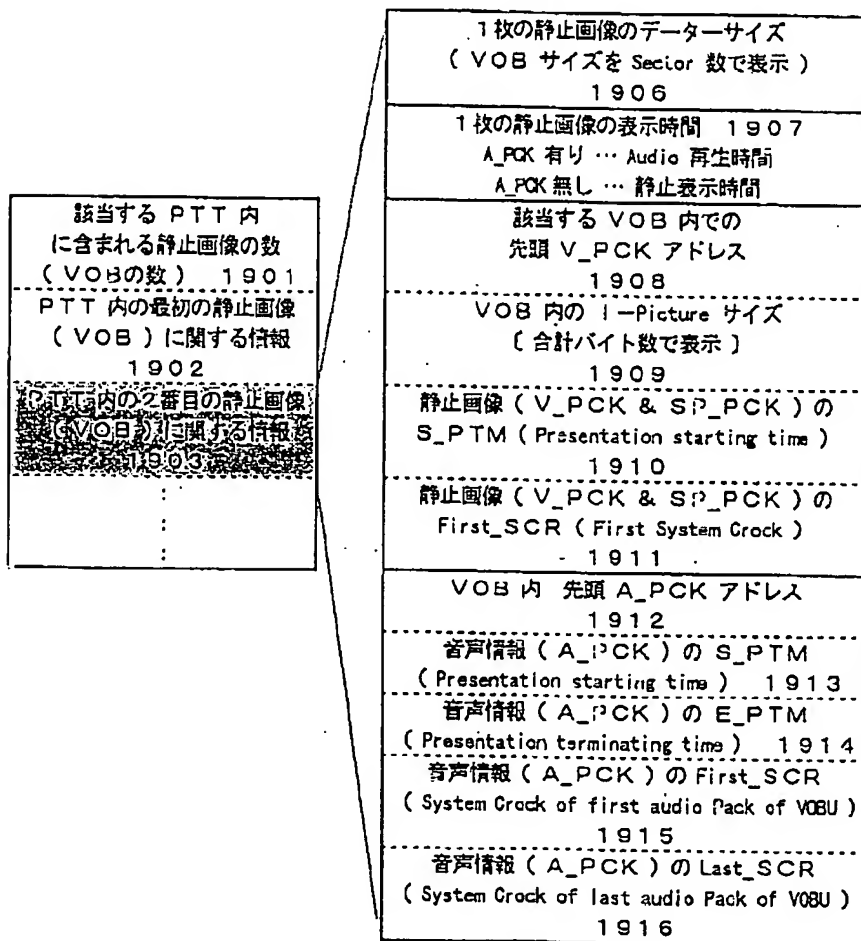 該当する PTT 内
に含まれる静止画像の数
( VOBの数 ) 1901
PTT 内の最初の静止画像
( VOB ) に関する情報
1902
PTT 内の2番目の静止画像
( VOB ) に関する情報
1903
:
:
:
1枚の静止画像のデーターサイズ
( VOB サイズを Sector 数で表示 )
1906
1枚の静止画像の表示時間 1907
A_PCK 有り … Audio 再生時間
A_PCK 無し … 静止表示時間
該当する VOB 内での
先頭 V_PCK アドレス
1908
VOB 内の I-Picture サイズ
〔 合計バイト数で表示 〕
1909
静止画像 ( V_PCK & SP_PCK ) の
S_PTM ( Presentation starting time )
1910
静止画像 ( V_PCK & SP_PCK ) の
First_SCR ( First System Crock )
1911
VOB 内 先頭 A_PCK アドレス
1912
音声情報 ( A_PCK ) の S_PTM
( Presentation starting time ) 1913
音声情報 ( A_PCK ) の E_PTM
( Presentation terminating time ) 1914
音声情報 ( A_PCK ) の First_SCR
( System Crock of first audio Pack of VOBU )
1915
音声情報 ( A_PCK ) の Last_SCR
( System Crock of last audio Pack of VOBU )
1916